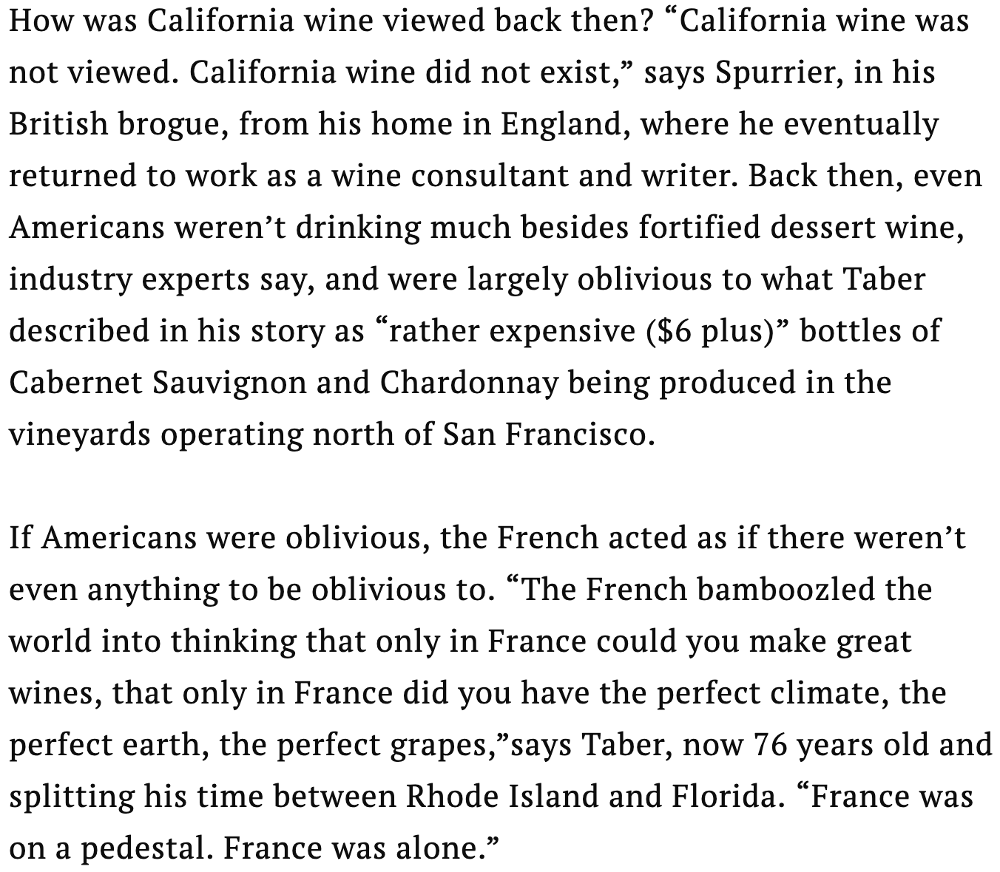 How was California wine viewed back then? “California wine was
not viewed. California wine did not exist,” says Spurrier, in his
British brogue, from his home in England, where he eventually
returned to work as a wine consultant and writer. Back then, even
Americans weren’t drinking much besides fortified dessert wine,
industry experts say, and were largely oblivious to what Taber
described in his story as “rather expensive ($6 plus)” bottles of
Cabernet Sauvignon and Chardonnay being produced in the
vineyards operating north of San Francisco.

If Americans were oblivious, the French acted as if there weren’t
even anything to be oblivious to. “The French bamboozled the
world into thinking that only in France could you make great
wines, that only in France did you have the perfect climate, the
perfect earth, the perfect grapes,”says Taber, now 76 years old and
splitting his time between Rhode Island and Florida. “France was
on a pedestal. France was alone.”